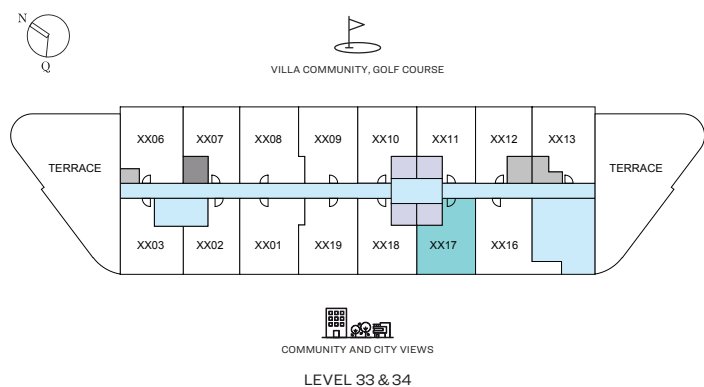 N
Q
VILLA COMMUNITY, GOLF COURSE
XX06 XX07 XX08 XX09 XX10 XX11 XX12 XX13
TERRACE TERRACE
XX03 XX02 XX01 XX19 XX18 XX17 XX16
COMMUNITY AND CITY VIEWS
LEVEL 33 & 34